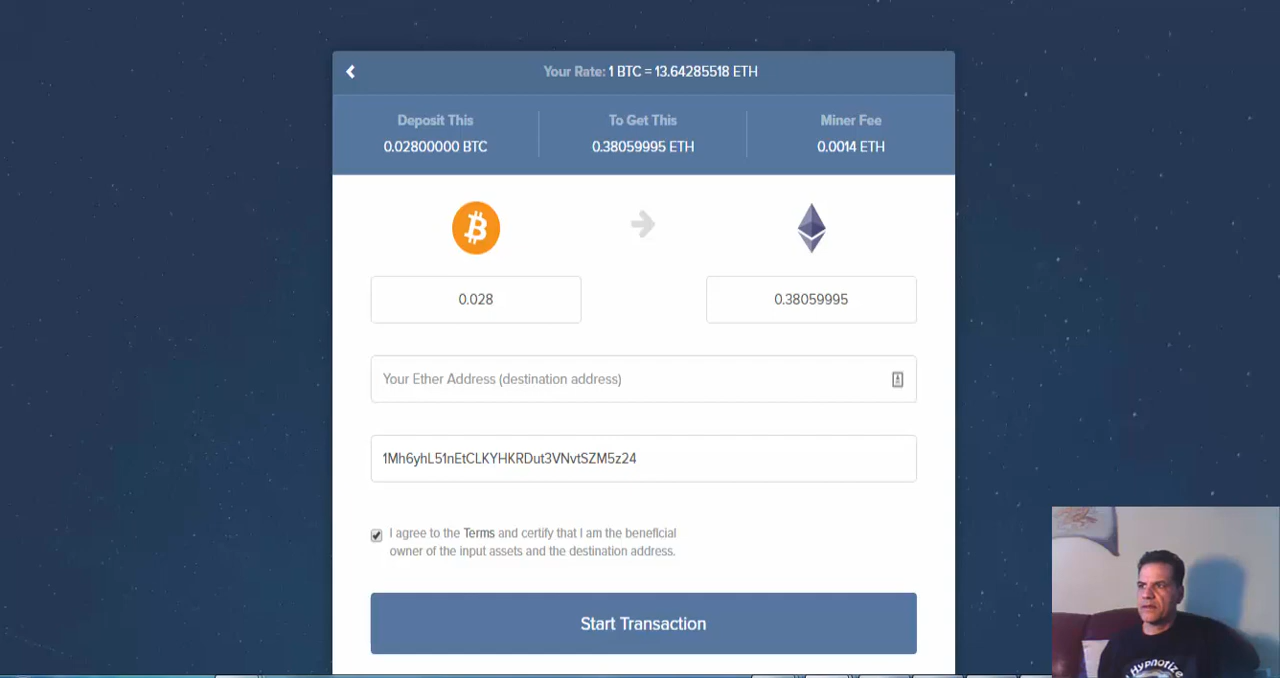 Your Rate: 1 BTC = 13.64285518 ETH
Deposit This
To Get This
Miner Fee
0.02800000 BTC
0.38059995 ETH
0.0014 ETH
0.028
0.38059995
Your Ether Address (destination address)
1Mh6yhL51nEtCLKYHKRDut3VNvtSZM5z24
I agree to the Terms and certify that I am the beneficial
owner of the input assets and the destination address.
Start Transaction
Hypnotize